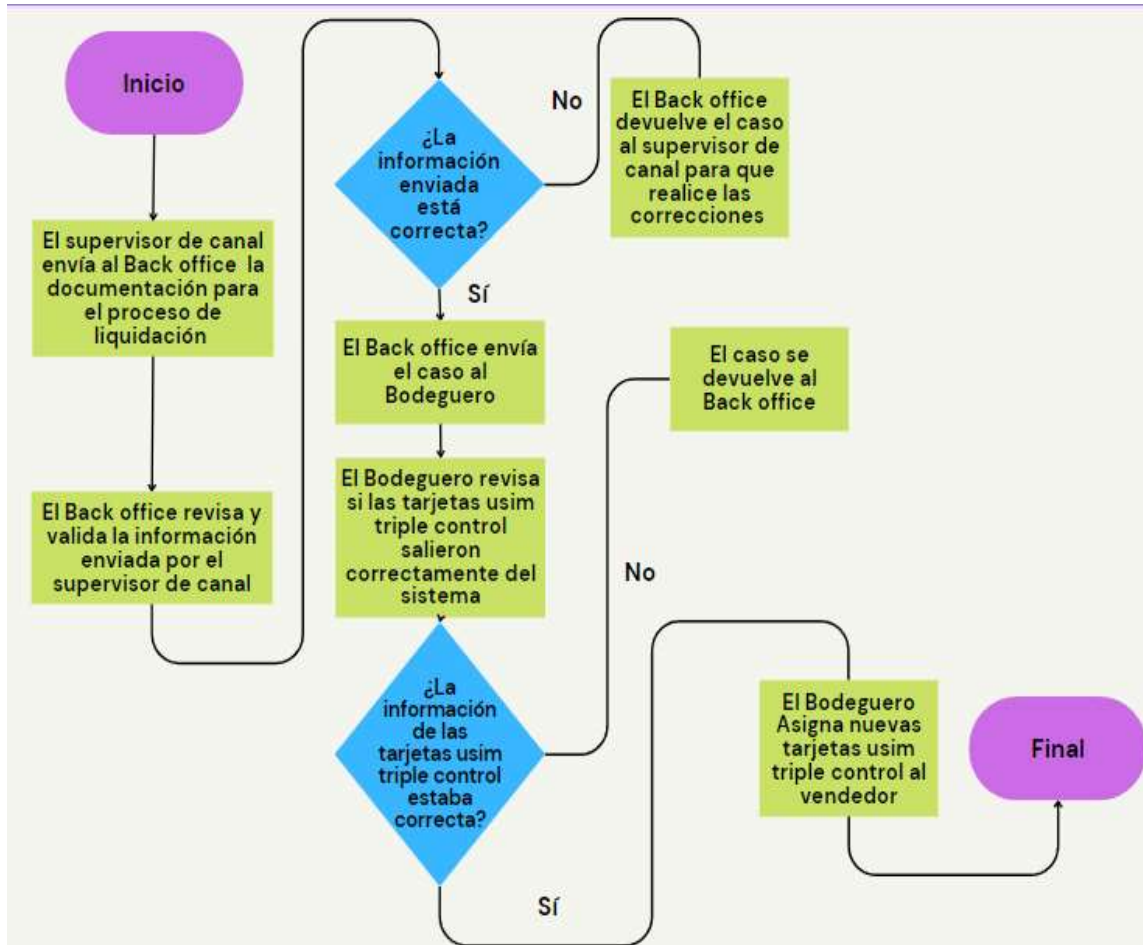 Inicio
El supervisor de canal
envía al Back office la
documentación para
el proceso de
liquidación
El Back office revisa y
valida la información
enviada por el
supervisor de canal
¿La
información
enviada
está
correcta?
No
El Back office
devuelve el caso
al supervisor de
canal para que
realice las
correcciones
Sí
El Back office envía
el caso al
Bodeguero
El Bodeguero revisa
si las tarjetas usim
triple control
salieron
correctamente del
sistema
¿La
información
de las
tarjetas usim
triple control
estaba
correcta?
No
El caso se
devuelve al
Back office
Sí
El Bodeguero
Asigna nuevas
tarjetas usim
triple control al
vendedor
Final